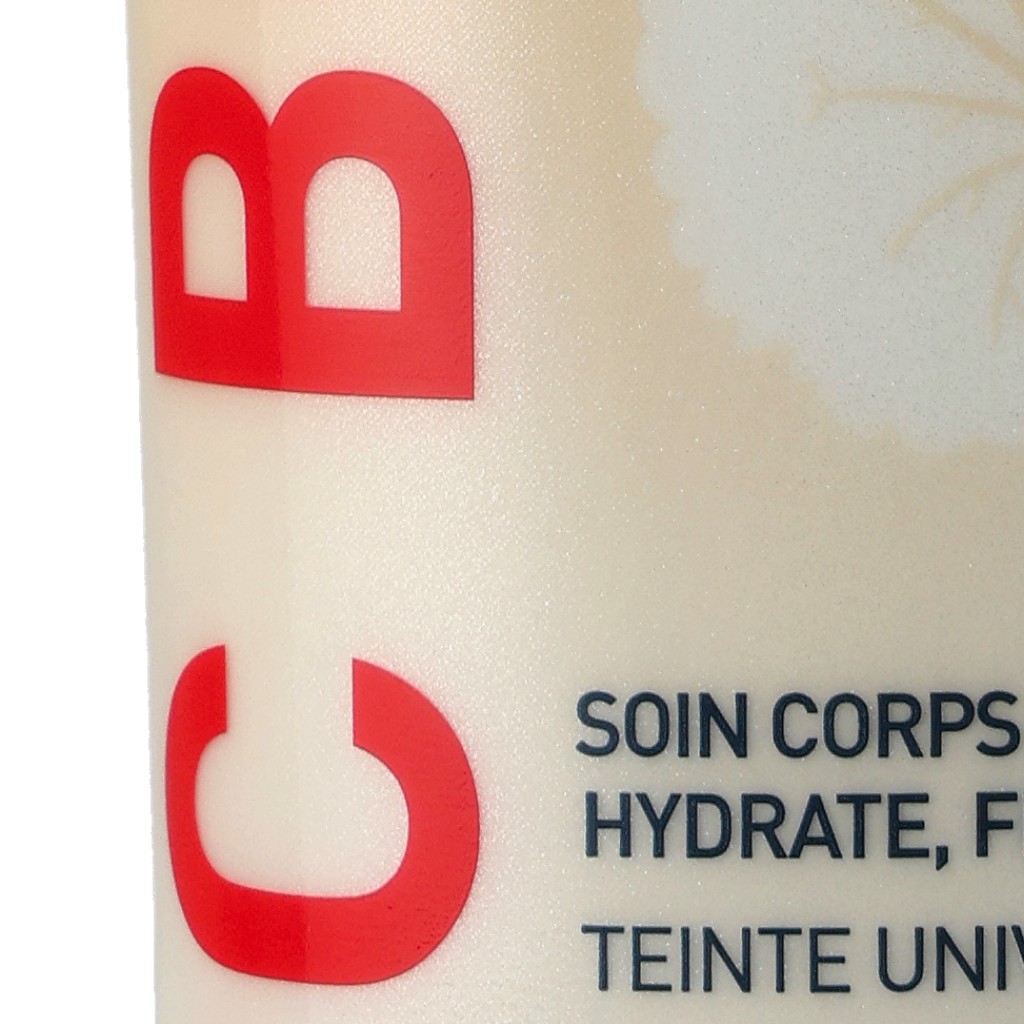 CB
SOIN CORPS
HYDRATE,
TEINTE